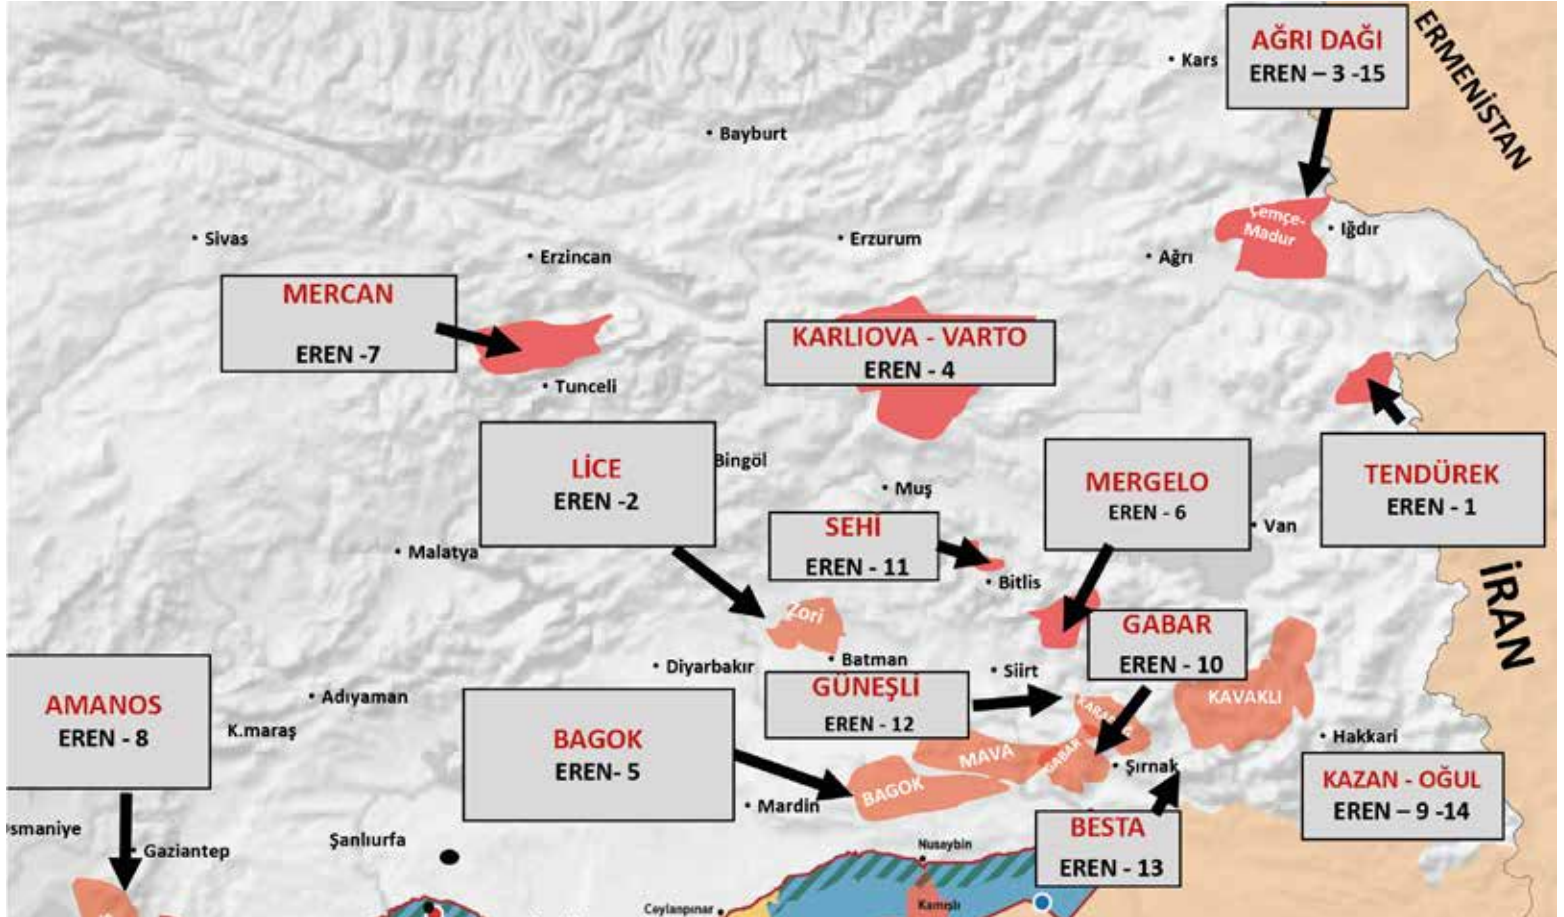 AĞRI DAĞI
EREN – 3 -15
ERMENİSTAN
Kars
Bayburt
Çemçe-
Madur
Iğdır
Sivas
Erzincan
Erzurum
Ağrı
MERCAN
EREN -7
Tunceli
KARLIOVA - VARTO
EREN - 4
LİCE
EREN -2
Bingöl
Muş
MERGELO
EREN - 6
Van
TENDÜREK
EREN - 1
İRAN
Malatya
SEHİ
EREN - 11
Bitlis
Zori
GABAR
EREN - 10
Diyarbakır
Batman
Siirt
GÜNEŞLİ
EREN - 12
KAVAKLI
AMANOS
EREN - 8
Adıyaman
K.maraş
BAGOK
EREN- 5
MAVA
GABAR
BAGOK
Şırnak
Hakkari
KAZAN - OĞUL
EREN – 9 -14
Mardin
BESTA
EREN - 13
smaniye
Gaziantep
Şanlıurfa
Nusaybin
Ceylanpınar
Kamışlı